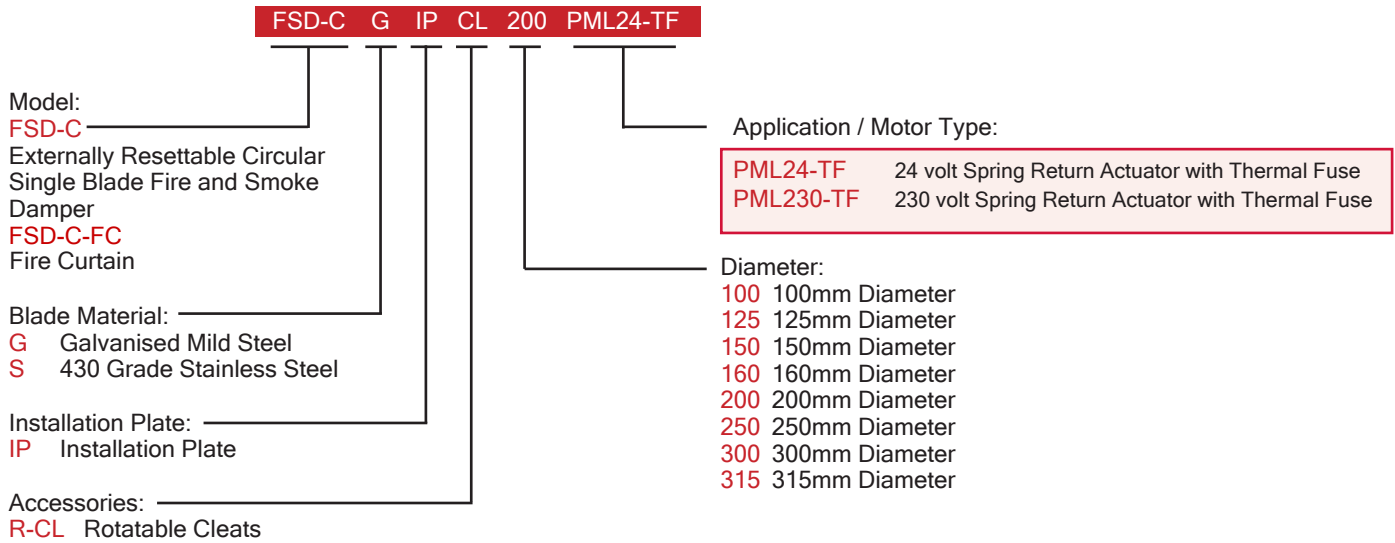 FSD-C G IP CL 200 PML24-TF
Model:
FSD-C
Externally Resettable Circular
Single Blade Fire and Smoke
Damper
FSD-C-FC
Fire Curtain
Blade Material:
G Galvanised Mild Steel
S 430 Grade Stainless Steel
Installation Plate:
IP Installation Plate
Accessories:
R-CL Rotatable Cleats
Application / Motor Type:
PML24-TF 24 volt Spring Return Actuator with Thermal Fuse
PML230-TF 230 volt Spring Return Actuator with Thermal Fuse
Diameter:
100 100mm Diameter
125 125mm Diameter
150 150mm Diameter
160 160mm Diameter
200 200mm Diameter
250 250mm Diameter
300 300mm Diameter
315 315mm Diameter